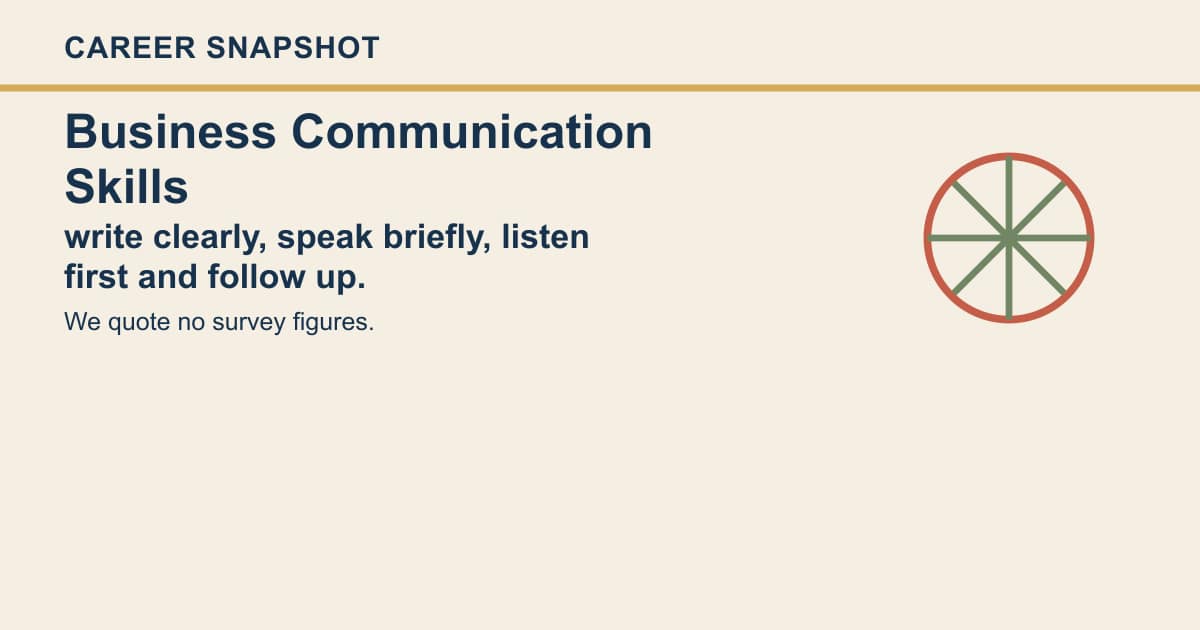 CAREER SNAPSHOT
Business Communication
Skills
write clearly, speak briefly, listen
first and follow up.
We quote no survey figures.